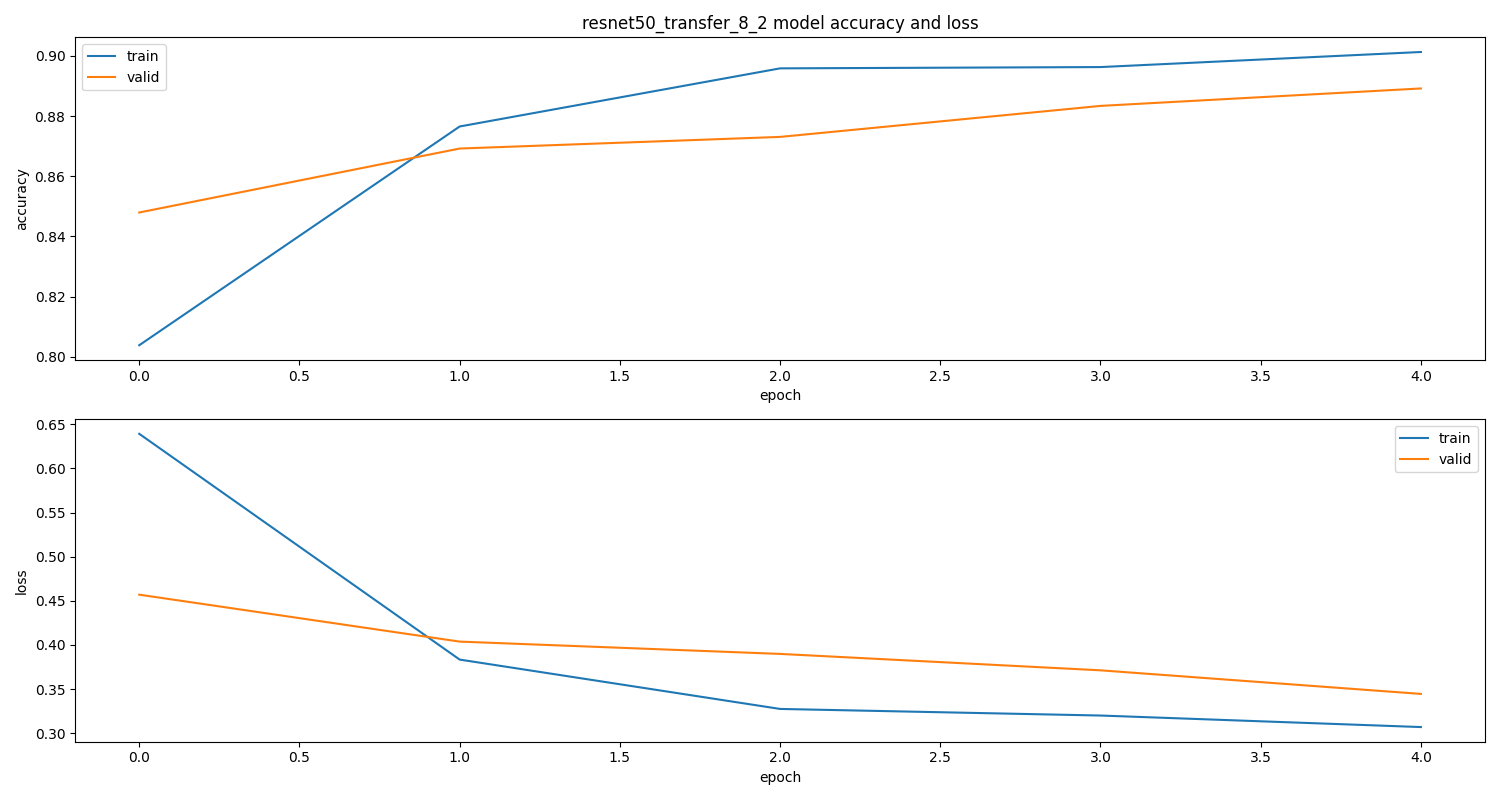 resnet50_transfer_8_2 model accuracy and loss
train
valid
0.90
0.88
0.86
0.84
0.82
0.80
accuracy
0.0 0.5 1.0 1.5 2.0 2.5 3.0 3.5 4.0
epoch
train
valid
0.65
0.60
0.55
0.50
0.45
0.40
0.35
0.30
loss
0.0 0.5 1.0 1.5 2.0 2.5 3.0 3.5 4.0
epoch